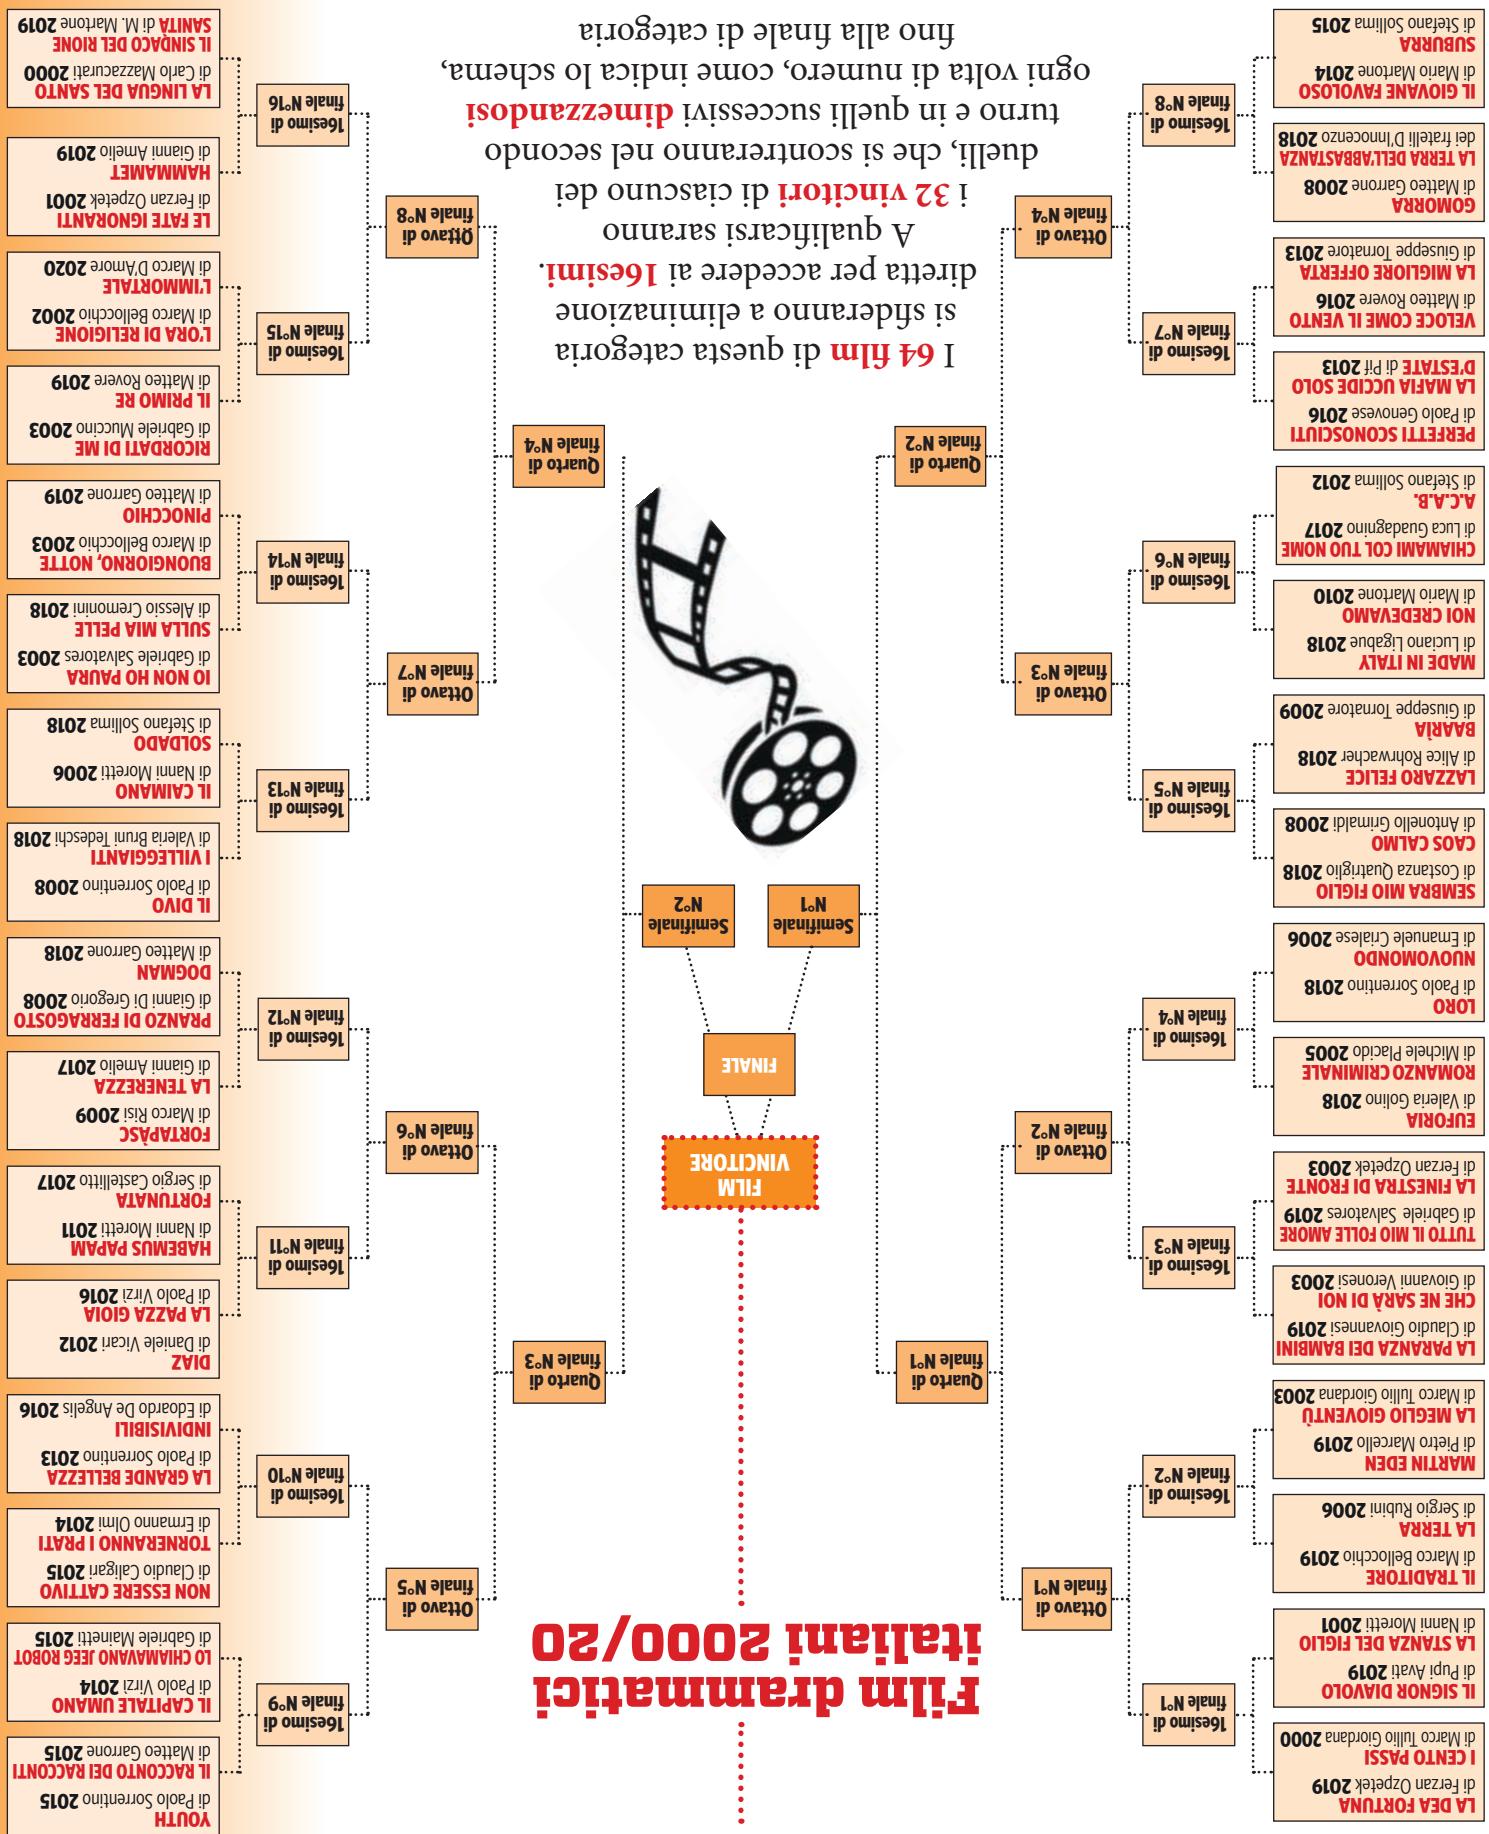 Film drammatici
italiani 2000/20
LA DEA FORTUNA
di Ferzan Ozpetek 2019
I CENTO PASSI
di Marco Tullio Giordana 2000
IL SIGNOR DIAVOLO
di Pupi Avati 2019
LA STANZA DEL FIGLIO
di Nanni Moretti 2001
IL TRADITORE
di Marco Bellocchio 2019
LA TERRA
di Sergio Rubini 2006
MARTIN EDEN
di Pietro Marcello 2019
LA MEGLIO GIOVENTÙ
di Marco Tullio Giordana 2003
LA PARANZA DEI BAMBINI
di Claudio Giovannesi 2019
CHE NE SARÀ DI NOI
di Giovanni Veronesi 2003
TUTTO IL MIO FOLLE AMORE
di Gabriele Salvatores 2019
LA FINESTRA DI FRONTE
di Ferzan Ozpetek 2003
EUFORIA
di Valeria Golino 2018
ROMANZO CRIMINALE
di Michele Placido 2005
LORO
di Paolo Sorrentino 2018
NUOVOMONDO
di Emanuele Crialese 2006
SEMBRA MIO FIGLIO
di Costanza Quatriglio 2018
CAOS CALMO
di Antonello Grimaldi 2008
LAZZARO FELICE
di Alice Rohrwacher 2018
BAARÌA
di Giuseppe Tornatore 2009
MADE IN ITALY
di Luciano Ligabue 2018
NOI CREDEVAMO
di Mario Martone 2010
CHIAMAMI COL TUO NOME
di Luca Guadagnino 2017
A.C.A.B.
di Stefano Sollima 2012
PERFETTI SCONOSCIUTI
di Paolo Genovese 2016
LA MAFIA UCCIDE SOLO
D'ESTATE di Pif 2013
VELOCE COME IL VENTO
di Matteo Rovere 2016
LA MIGLIORE OFFERTA
di Giuseppe Tornatore 2013
GOMORRA
di Matteo Garrone 2008
LA TERRA DELL'ABBASTANZA
dei fratelli D'Innocenzo 2018
IL GIOVANE FAVOLOSO
di Mario Martone 2014
SUBURRA
di Stefano Sollima 2015
16esimo di
finale N°1
16esimo di
finale N°2
16esimo di
finale N°3
16esimo di
finale N°4
16esimo di
finale N°5
16esimo di
finale N°6
16esimo di
finale N°7
16esimo di
finale N°8
Ottavo di
finale N°1
Ottavo di
finale N°2
Ottavo di
finale N°3
Ottavo di
finale N°4
Quarto di
finale N°1
Quarto di
finale N°2
FILM
VINCITORE
FINALE
Semifinale
N°1
Semifinale
N°2
Quarto di
finale N°3
Quarto di
finale N°4
Ottavo di
finale N°5
Ottavo di
finale N°6
Ottavo di
finale N°7
Ottavo di
finale N°8
16esimo di
finale N°9
16esimo di
finale N°10
16esimo di
finale N°11
16esimo di
finale N°12
16esimo di
finale N°13
16esimo di
finale N°14
16esimo di
finale N°15
16esimo di
finale N°16
YOUTH
di Paolo Sorrentino 2015
IL RACCONTO DEI RACCONTI
di Matteo Garrone 2015
IL CAPITALE UMANO
di Paolo Virzì 2014
LO CHIAMAVANO JEEG ROBOT
di Gabriele Mainetti 2015
NON ESSERE CATTIVO
di Claudio Caligari 2015
TORNERANNO I PRATI
di Ermanno Olmi 2014
LA GRANDE BELLEZZA
di Paolo Sorrentino 2013
INDIVISIBILI
di Edoardo De Angelis 2016
DIAZ
di Daniele Vicari 2012
LA PAZZA GIOIA
di Paolo Virzì 2016
HABEMUS PAPAM
di Nanni Moretti 2011
FORTUNATA
di Sergio Castellitto 2017
FORTAPÀSC
di Marco Risi 2009
LA TENEREZZA
di Gianni Amelio 2017
PRANZO DI FERRAGOSTO
di Gianni Di Gregorio 2008
DOGMAN
di Matteo Garrone 2018
IL DIVO
di Paolo Sorrentino 2008
I VILLEGGIANTI
di Valeria Bruni Tedeschi 2018
IL CAIMANO
di Nanni Moretti 2006
SOLDADO
di Stefano Sollima 2018
IO NON HO PAURA
di Gabriele Salvatores 2003
SULLA MIA PELLE
di Alessio Cremonini 2018
BUONGIORNO, NOTTE
di Marco Bellocchio 2003
PINOCCHIO
di Matteo Garrone 2019
RICORDATI DI ME
di Gabriele Muccino 2003
IL PRIMO RE
di Matteo Rovere 2019
L'ORA DI RELIGIONE
di Marco Bellocchio 2002
L'IMMORTALE
di Marco D'Amore 2020
LE FATE IGNORANTI
di Ferzan Ozpetek 2001
HAMMAMET
di Gianni Amelio 2019
LA LINGUA DEL SANTO
di Carlo Mazzacurati 2000
IL SINDACO DEL RIONE
SANITÀ di M. Martone 2019
I 64 film di questa categoria
si sfideranno a eliminazione
diretta per accedere ai 16esimi.
A qualificarsi saranno
i 32 vincitori di ciascuno dei
duelli, che si scontreranno nel secondo
turno e in quelli successivi dimezzandosi
ogni volta di numero, come indica lo schema,
fino alla finale di categoria